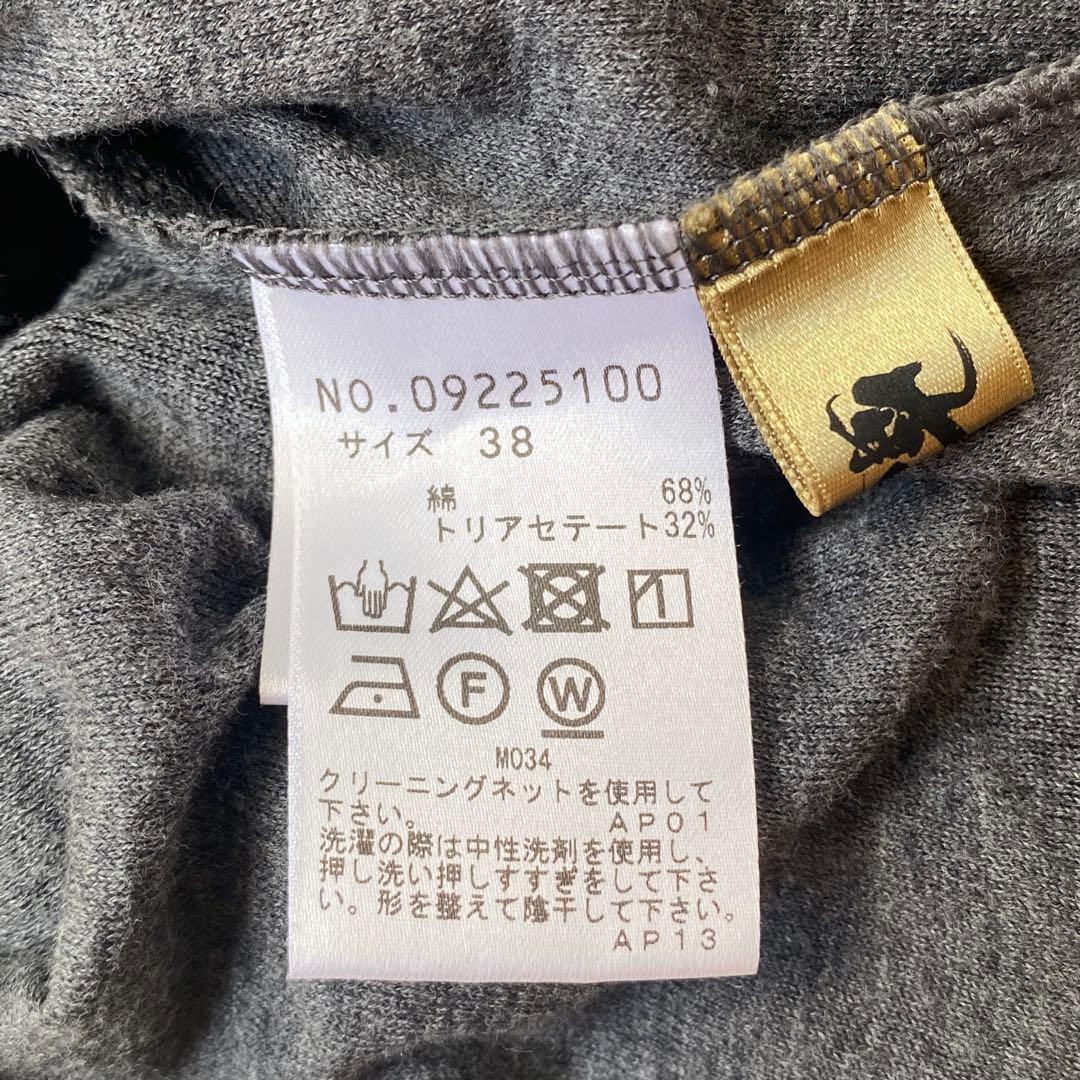 NO.09225100
サイズ 38
綿 68%
トリアセテート32%
F
W
M034
クリーニングネットを使用して
下さい。 AP01
洗濯の際は中性洗剤を使用し、
押し洗い押しすすぎをして下さ
い。形を整えて陰干して下さい。
AP13